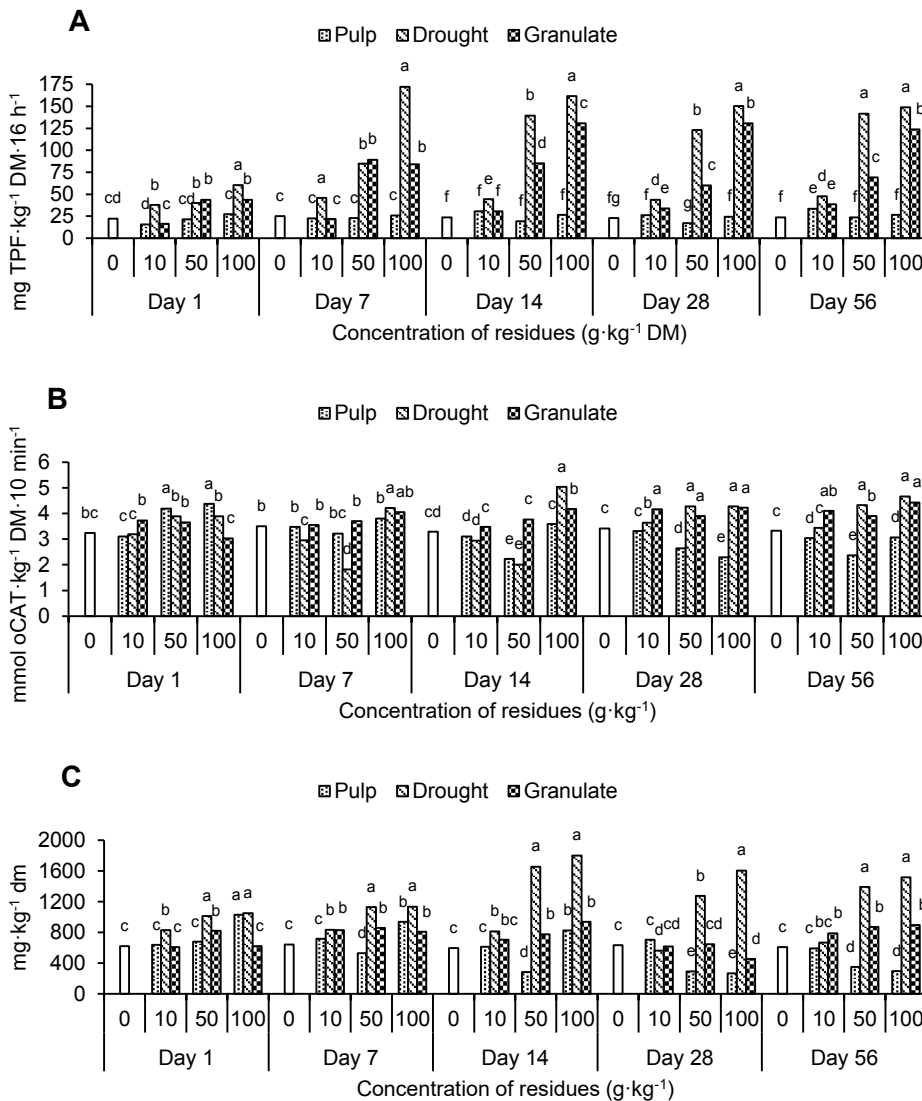 A
Pulp Drought Granulate
mg TPF·kg⁻¹ DM·16 h⁻¹
175
150
125
100
75
50
25
0
cd d b c cd b b c a b
c c a c c b b c a b
f f e f f b d f a c
fg f d e g b c f a b
f e d e f a c f a b
0 10 50 100 0 10 50 100 0 10 50 100 0 10 50 100 0 10 50 100
Day 1 Day 7 Day 14 Day 28 Day 56
Concentration of residues (g·kg⁻¹ DM)
B
Pulp Drought Granulate
mmol oCAT·kg⁻¹ DM·10 min⁻¹
6
5
4
3
2
1
0
bc c c b a b b a b c
b b c b bc d b b a ab
cd d d c e e c c a b
c c b a d a a e a a
c d c ab e a b d a a
0 10 50 100 0 10 50 100 0 10 50 100 0 10 50 100 0 10 50 100
Day 1 Day 7 Day 14 Day 28 Day 56
Concentration of residues (g·kg⁻¹)
C
Pulp Drought Granulate
mg·kg⁻¹ dm
2000
1600
1200
800
400
0
c c b c c a b a a c
c c b b d a b b a b
c c b bc d a b b a b
c c d cd e b cd e a d
c c bc b d a b d a b
0 10 50 100 0 10 50 100 0 10 50 100 0 10 50 100 0 10 50 100
Day 1 Day 7 Day 14 Day 28 Day 56
Concentration of residues (g·kg⁻¹)